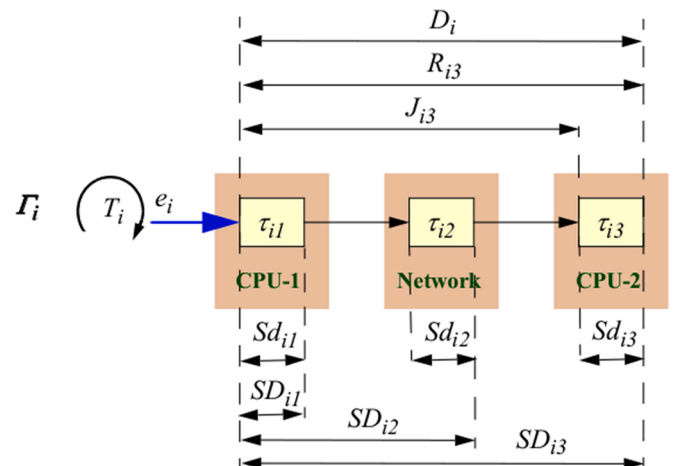 D_i
R_i3
J_i3
Γ_i T_i e_i τ_i1 τ_i2 τ_i3
CPU-1 Network CPU-2
Sd_i1 Sd_i2 Sd_i3
SD_i1
SD_i2
SD_i3